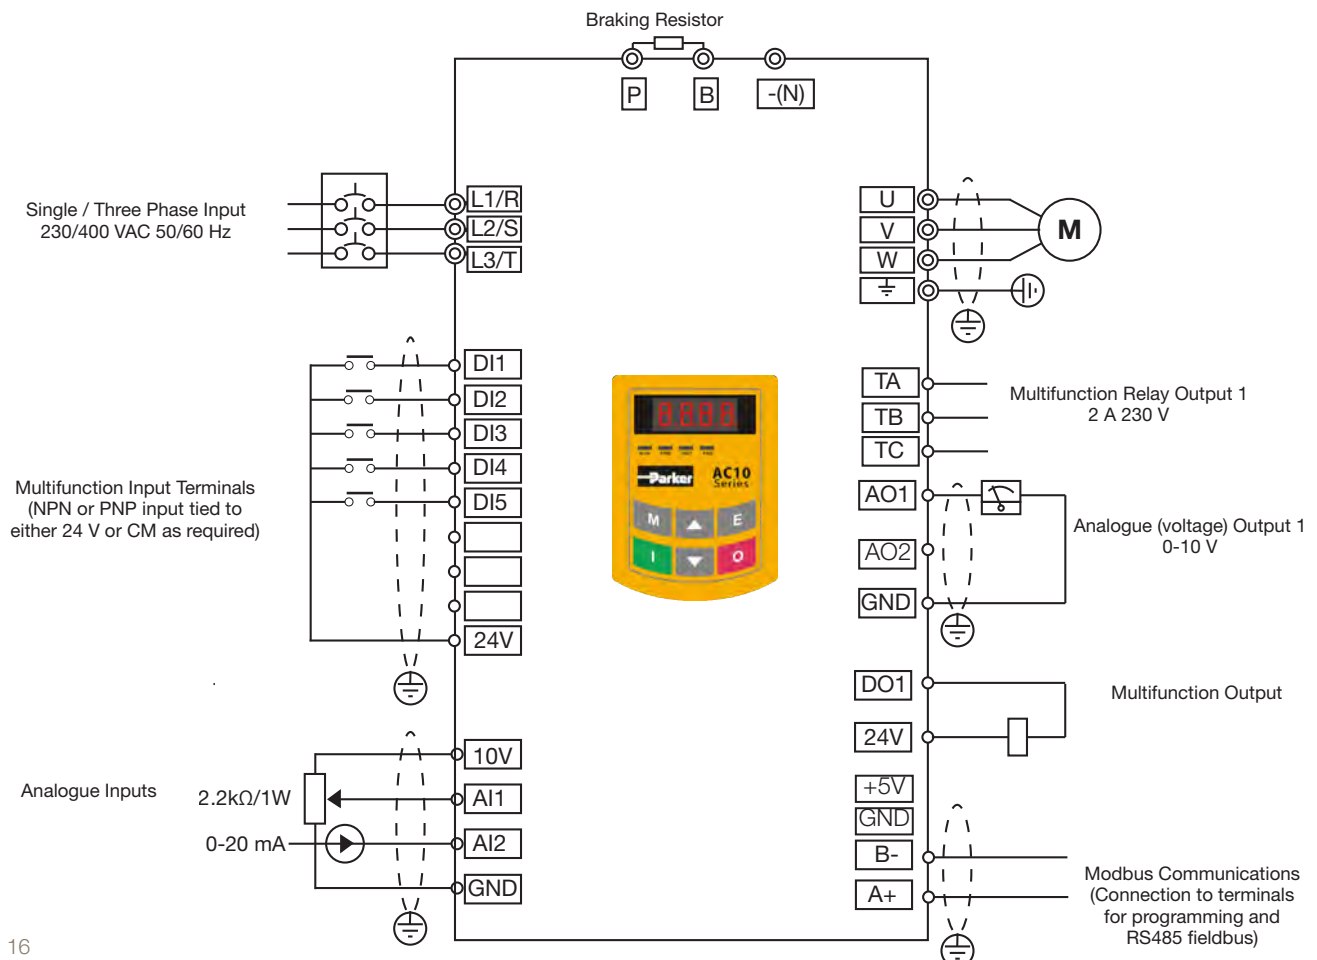 Braking Resistor
P
B
-(N)
Single / Three Phase Input
230/400 VAC 50/60 Hz
L1/R
L2/S
L3/T
U
V
W
M
DI1
DI2
DI3
DI4
DI5
24V
Multifunction Input Terminals
(NPN or PNP input tied to
either 24 V or CM as required)
8.8.8.8
Parker
AC10
Series
M
E
I
O
TA
TB
TC
Multifunction Relay Output 1
2 A 230 V
AO1
AO2
GND
Analogue (voltage) Output 1
0-10 V
DO1
24V
Multifunction Output
Analogue Inputs
2.2kΩ/1W
0-20 mA
10V
AI1
AI2
GND
+5V
GND
B-
A+
Modbus Communications
(Connection to terminals
for programming and
RS485 fieldbus)
16